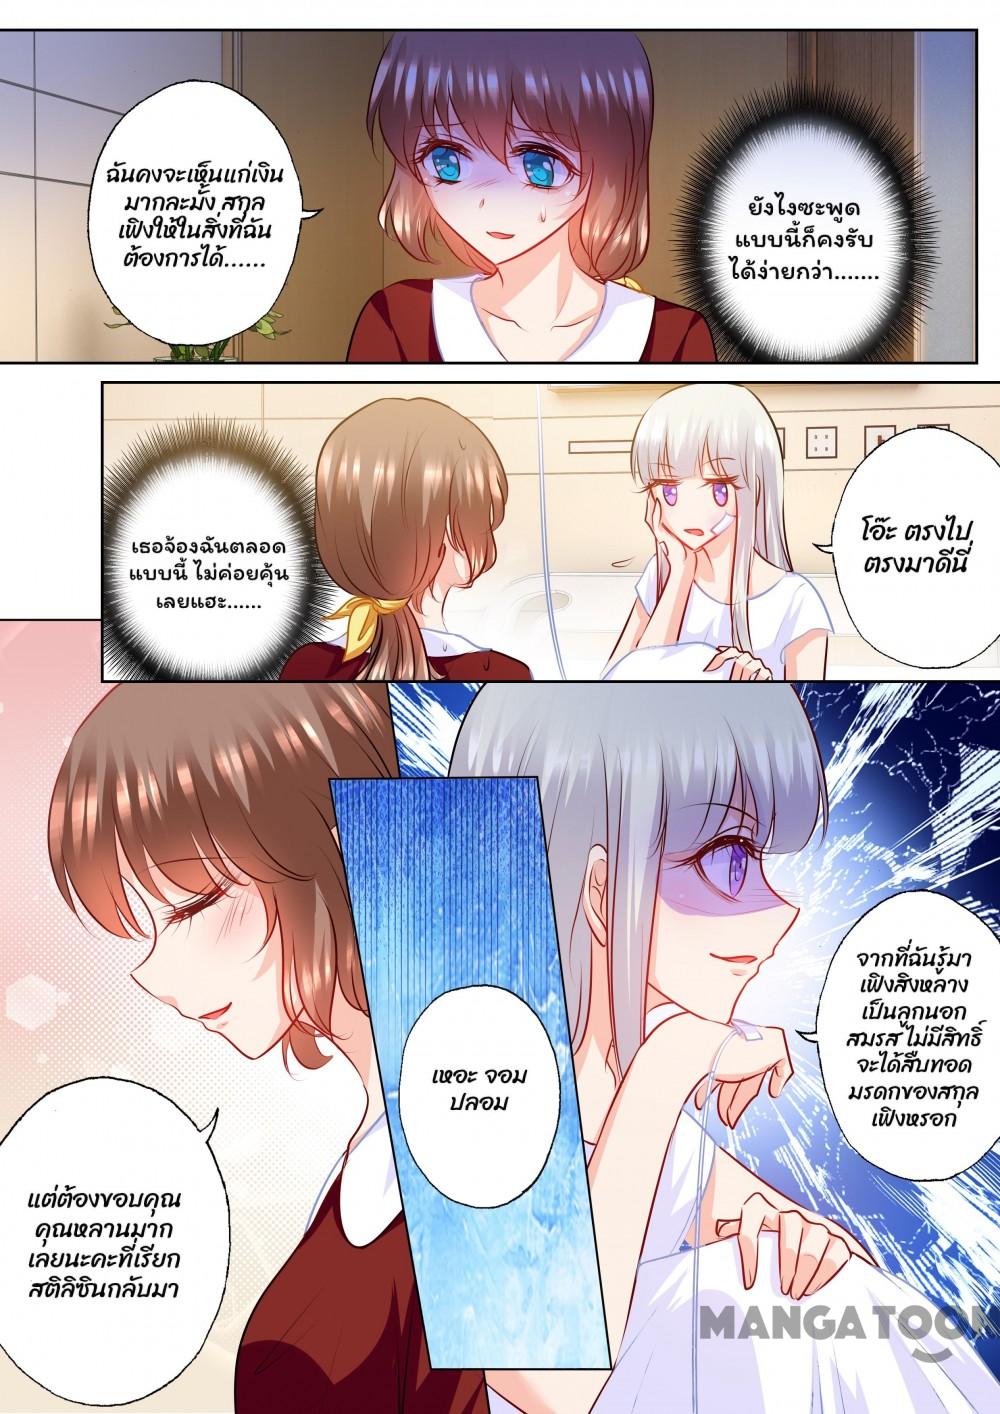 ฉันคงจะเห็นแก่เงิน
มากละมั้ง สกุล
เฟิงให้ในสิ่งที่ฉัน
ต้องการได้......
ยังไงซะพูด
แบบนี้ก็คงรับ
ได้ง่ายกว่า.......
เธอจ้องฉันตลอด
แบบนี้ ไม่ค่อยคุ้น
เลยแฮะ......
โอ๊ะ ตรงไป
ตรงมาดีนี่
จากที่ฉันรู้มา
เฟิงสิงหลาง
เป็นลูกนอก
สมรส ไม่มีสิทธิ์
จะได้สืบทอด
มรดกของสกุล
เฟิงหรอก
เหอะ จอม
ปลอม
แต่ต้องขอบคุณ
คุณหลานมาก
เลยนะคะที่เรียก
สติลิซินกลับมา
MANGATOON